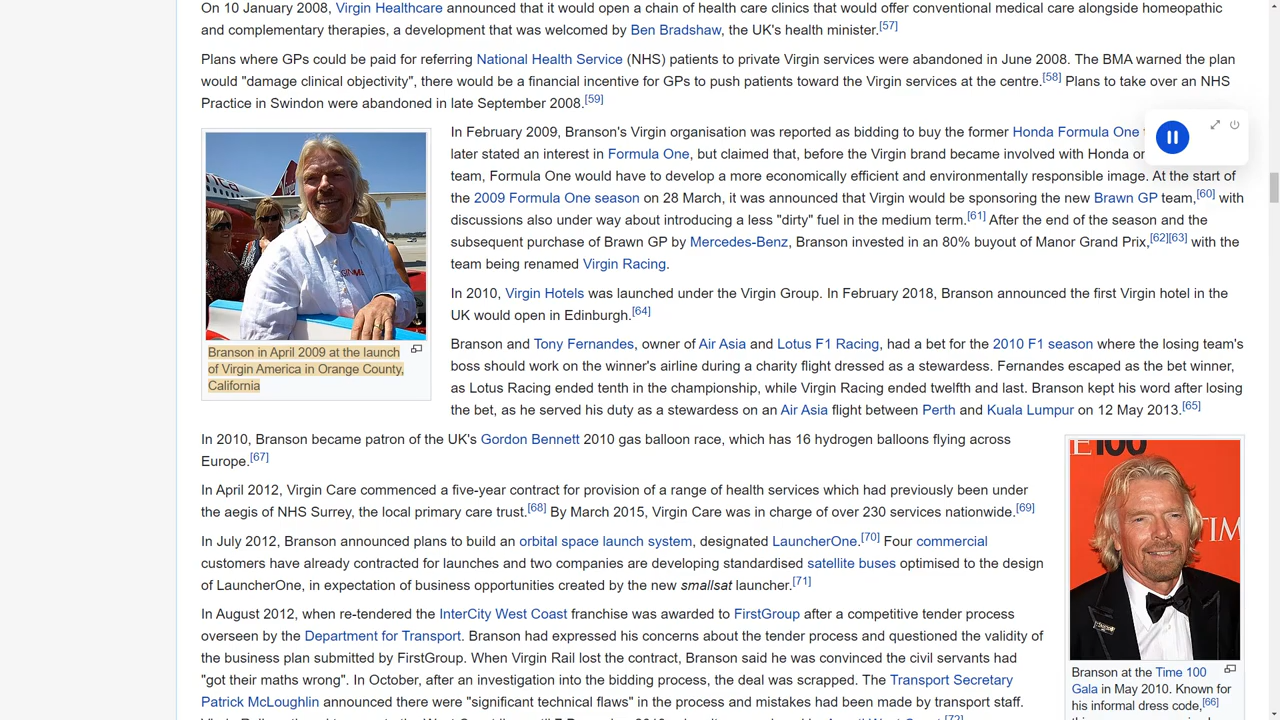 On 10 January 2008, Virgin Healthcare announced that it would open a chain of health care clinics that would offer conventional medical care alongside homeopathic
and complementary therapies, a development that was welcomed by Ben Bradshaw, the UK's health minister.[57]
Plans where GPs could be paid for referring National Health Service (NHS) patients to private Virgin services were abandoned in June 2008. The BMA warned the plan
would "damage clinical objectivity", there would be a financial incentive for GPs to push patients toward the Virgin services at the centre.[58] Plans to take over an NHS
Practice in Swindon were abandoned in late September 2008.[59]
In February 2009, Branson's Virgin organisation was reported as bidding to buy the former Honda Formula One
later stated an interest in Formula One, but claimed that, before the Virgin brand became involved with Honda or
team, Formula One would have to develop a more economically efficient and environmentally responsible image. At the start of
the 2009 Formula One season on 28 March, it was announced that Virgin would be sponsoring the new Brawn GP team,[60] with
discussions also under way about introducing a less "dirty" fuel in the medium term.[61] After the end of the season and the
subsequent purchase of Brawn GP by Mercedes-Benz, Branson invested in an 80% buyout of Manor Grand Prix,[62][63] with the
team being renamed Virgin Racing.
In 2010, Virgin Hotels was launched under the Virgin Group. In February 2018, Branson announced the first Virgin hotel in the
UK would open in Edinburgh.[64]
Branson in April 2009 at the launch
of Virgin America in Orange County,
California
Branson and Tony Fernandes, owner of Air Asia and Lotus F1 Racing, had a bet for the 2010 F1 season where the losing team's
boss should work on the winner's airline during a charity flight dressed as a stewardess. Fernandes escaped as the bet winner,
as Lotus Racing ended tenth in the championship, while Virgin Racing ended twelfth and last. Branson kept his word after losing
the bet, as he served his duty as a stewardess on an Air Asia flight between Perth and Kuala Lumpur on 12 May 2013.[65]
In 2010, Branson became patron of the UK's Gordon Bennett 2010 gas balloon race, which has 16 hydrogen balloons flying across
Europe.[67]
In April 2012, Virgin Care commenced a five-year contract for provision of a range of health services which had previously been under
the aegis of NHS Surrey, the local primary care trust.[68] By March 2015, Virgin Care was in charge of over 230 services nationwide.[69]
In July 2012, Branson announced plans to build an orbital space launch system, designated LauncherOne.[70] Four commercial
customers have already contracted for launches and two companies are developing standardised satellite buses optimised to the design
of LauncherOne, in expectation of business opportunities created by the new smallsat launcher.[71]
In August 2012, when re-tendered the InterCity West Coast franchise was awarded to FirstGroup after a competitive tender process
overseen by the Department for Transport. Branson had expressed his concerns about the tender process and questioned the validity of
the business plan submitted by FirstGroup. When Virgin Rail lost the contract, Branson said he was convinced the civil servants had
"got their maths wrong". In October, after an investigation into the bidding process, the deal was scrapped. The Transport Secretary
Patrick McLoughlin announced there were "significant technical flaws" in the process and mistakes had been made by transport staff.
E 100
TIM
Branson at the Time 100
Gala in May 2010. Known for
his informal dress code,[66]